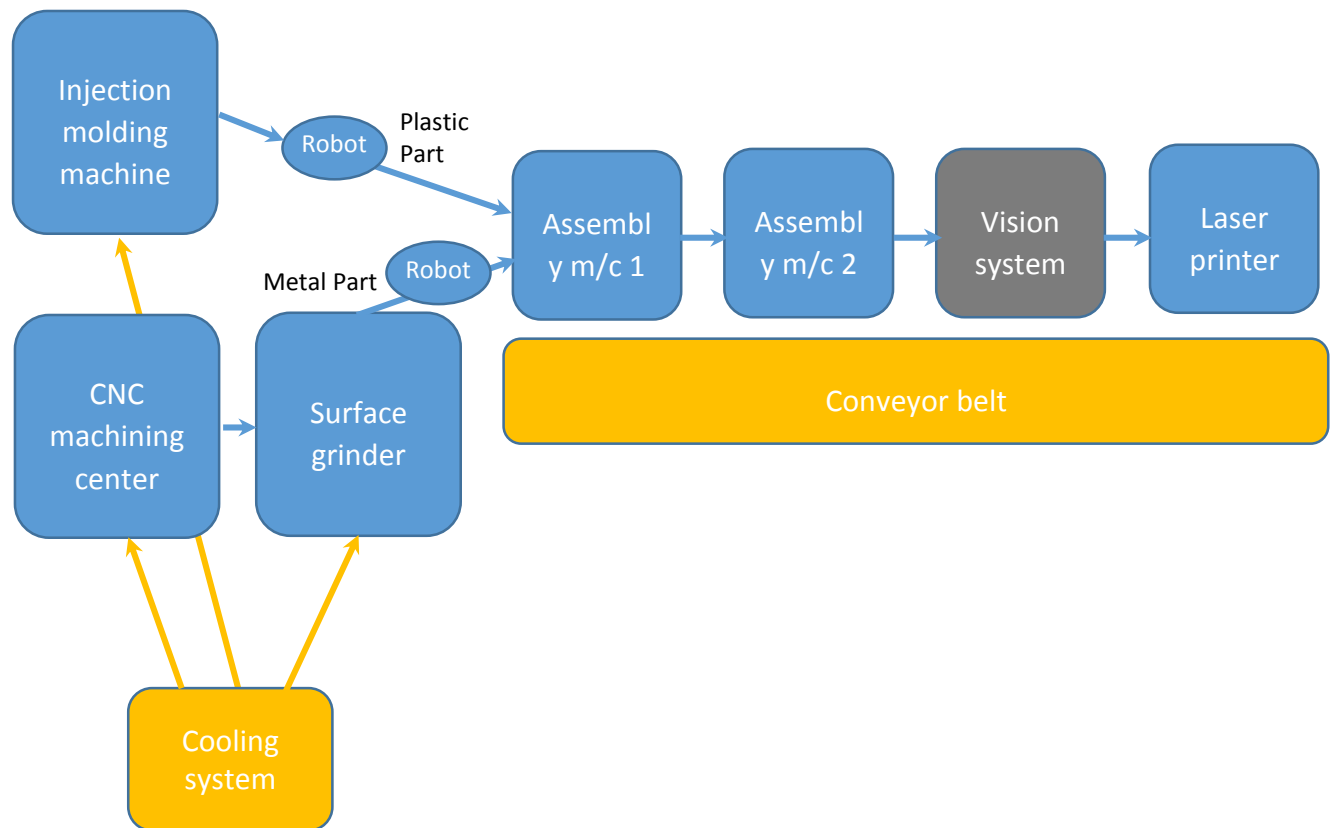 Injection
molding
machine
Robot
Plastic
Part
Assembl
y m/c 1
Assembl
y m/c 2
Vision
system
Laser
printer
Metal Part
Robot
CNC
machining
center
Surface
grinder
Conveyor belt
Cooling
system